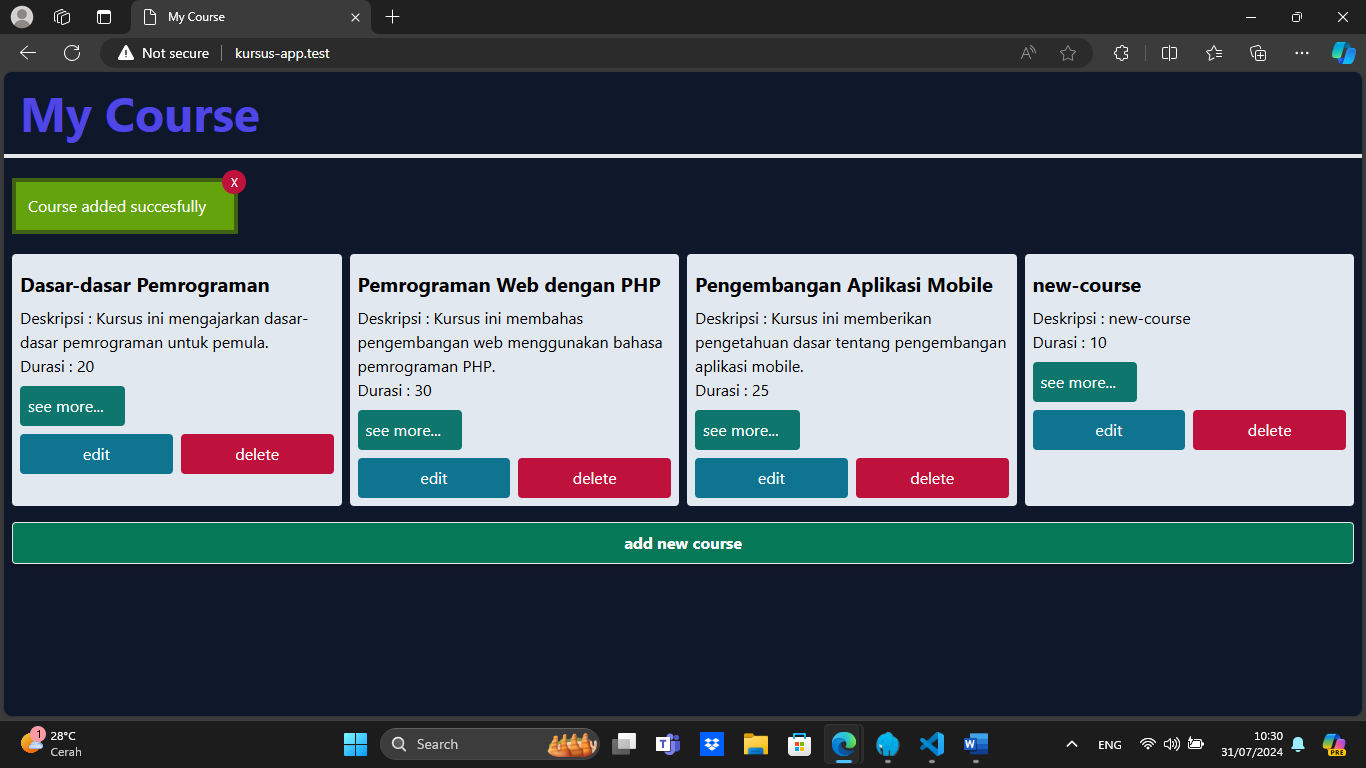 My Course
Not secure
kursus-app.test
My Course
X
Course added succesfully
Dasar-dasar Pemrograman
Deskripsi : Kursus ini mengajarkan dasar-
dasar pemrograman untuk pemula.
Durasi : 20
see more...
edit
delete
Pemrograman Web dengan PHP
Deskripsi : Kursus ini membahas
pengembangan web menggunakan bahasa
pemrograman PHP.
Durasi : 30
see more...
edit
delete
Pengembangan Aplikasi Mobile
Deskripsi : Kursus ini memberikan
pengetahuan dasar tentang pengembangan
aplikasi mobile.
Durasi : 25
see more...
edit
delete
new-course
Deskripsi : new-course
Durasi : 10
see more...
edit
delete
add new course
1
28°C
Cerah
Search
ENG
10:30
31/07/2024
PRE